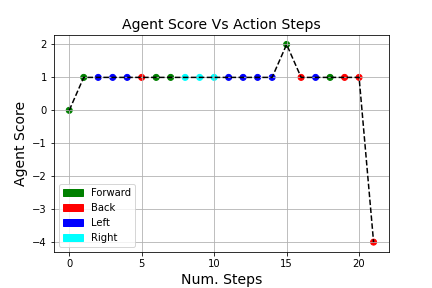 Agent Score Vs Action Steps
2
1
0
−1
−2
−3
−4
Agent Score
Forward
Back
Left
Right
0 5 10 15 20
Num. Steps